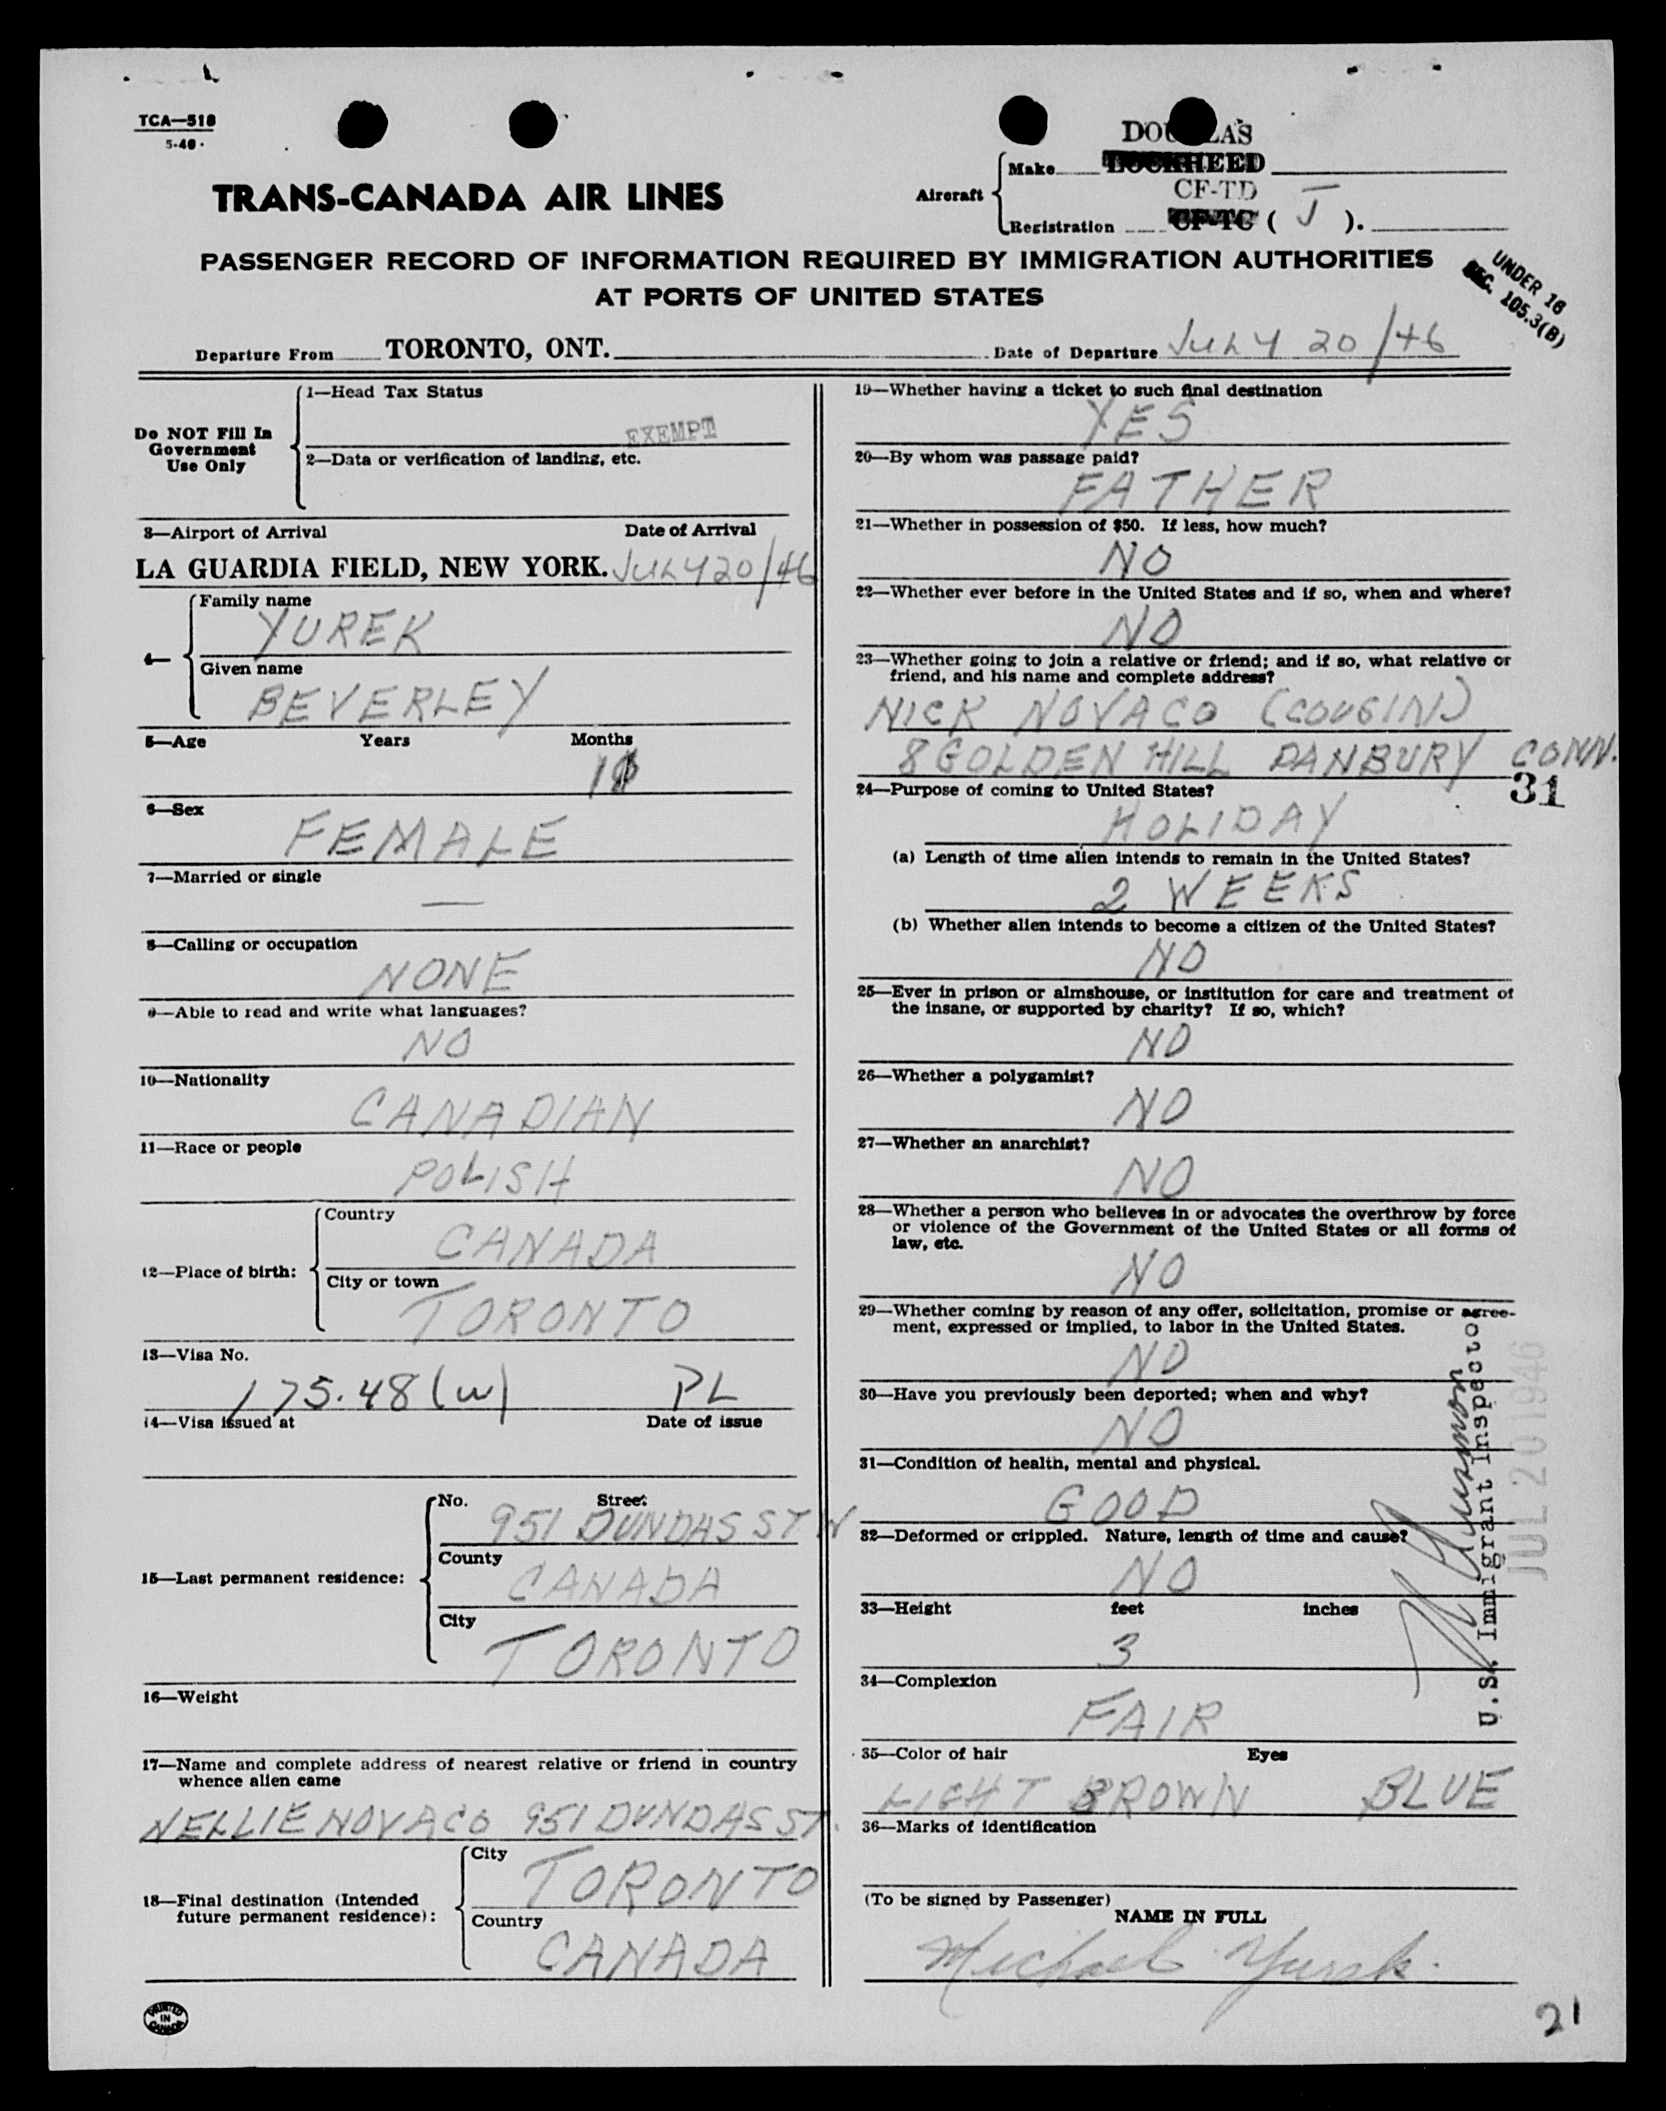 TCA—518
5-40
TRANS-CANADA AIR LINES
Aircraft
Make
DOUGLAS
LOCKHEED
CF-TD
Registration CF-TC ( J ).
PASSENGER RECORD OF INFORMATION REQUIRED BY IMMIGRATION AUTHORITIES
AT PORTS OF UNITED STATES
UNDER 16
SEC. 105.3(B)
Departure From TORONTO, ONT. Date of Departure JULY 20/46
Do NOT Fill In
Government
Use Only
1—Head Tax Status
EXEMPT
2—Data or verification of landing, etc.
3—Airport of Arrival Date of Arrival
LA GUARDIA FIELD, NEW YORK. JULY 20/46
4—
Family name
YUREK
Given name
BEVERLEY
5—Age Years Months
6—Sex
FEMALE
7—Married or single
—
8—Calling or occupation
NONE
9—Able to read and write what languages?
NO
10—Nationality
CANADIAN
11—Race or people
POLISH
12—Place of birth:
Country
CANADA
City or town
TORONTO
13—Visa No.
175.48(w) PL
14—Visa issued at Date of issue
15—Last permanent residence:
No. Street
951 DUNDAS ST W
County
CANADA
City
TORONTO
16—Weight
17—Name and complete address of nearest relative or friend in country
whence alien came
NELLIE NOVACO 951 DUNDAS ST.
18—Final destination (Intended
future permanent residence):
City
TORONTO
Country
CANADA
PRINTED
IN
CANADA
19—Whether having a ticket to such final destination
YES
20—By whom was passage paid?
FATHER
21—Whether in possession of $50. If less, how much?
NO
22—Whether ever before in the United States and if so, when and where?
NO
23—Whether going to join a relative or friend; and if so, what relative or
friend, and his name and complete address?
NICK NOVACO (COUSIN)
8 GOLDEN HILL DANBURY CONN.
31
24—Purpose of coming to United States?
HOLIDAY
(a) Length of time alien intends to remain in the United States?
2 WEEKS
(b) Whether alien intends to become a citizen of the United States?
NO
25—Ever in prison or almshouse, or institution for care and treatment of
the insane, or supported by charity? If so, which?
NO
26—Whether a polygamist?
NO
27—Whether an anarchist?
NO
28—Whether a person who believes in or advocates the overthrow by force
or violence of the Government of the United States or all forms of
law, etc.
NO
29—Whether coming by reason of any offer, solicitation, promise or agree-
ment, expressed or implied, to labor in the United States.
NO
30—Have you previously been deported; when and why?
NO
31—Condition of health, mental and physical.
GOOD
32—Deformed or crippled. Nature, length of time and cause?
NO
33—Height feet inches
3
34—Complexion
FAIR
35—Color of hair Eyes
LIGHT BROWN BLUE
36—Marks of identification
U.S. Immigrant Inspector
JUL 20 1946
(To be signed by Passenger)
NAME IN FULL
Michael Yurek.
21